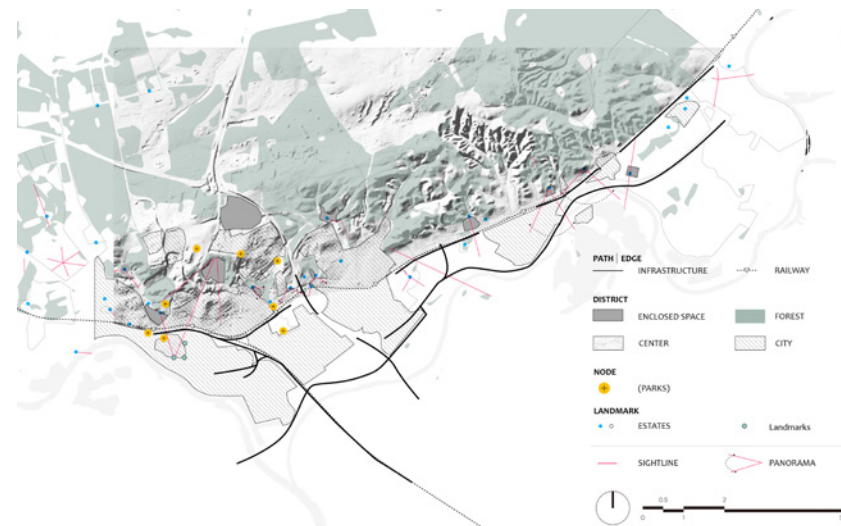 PATH | EDGE
INFRASTRUCTURE
RAILWAY
DISTRICT
ENCLOSED SPACE
FOREST
CENTER
CITY
NODE
(PARKS)
LANDMARK
ESTATES
Landmarks
SIGHTLINE
PANORAMA
0.5
2
0
1